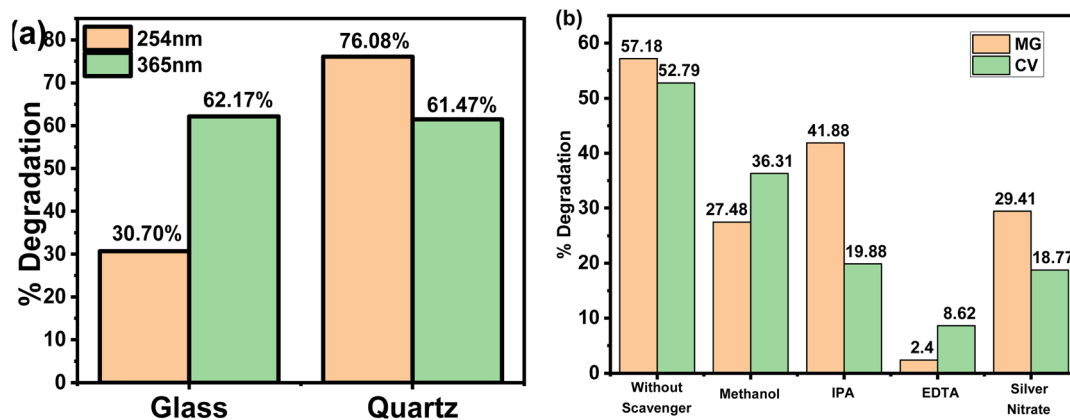 (a)
254nm
365nm
% Degradation
80
70
60
50
40
30
20
10
0
30.70%
62.17%
76.08%
61.47%
Glass
Quartz
(b)
MG
CV
% Degradation
60
50
40
30
20
10
0
57.18
52.79
27.48
36.31
41.88
19.88
2.4
8.62
29.41
18.77
Without
Scavenger
Methanol
IPA
EDTA
Silver
Nitrate